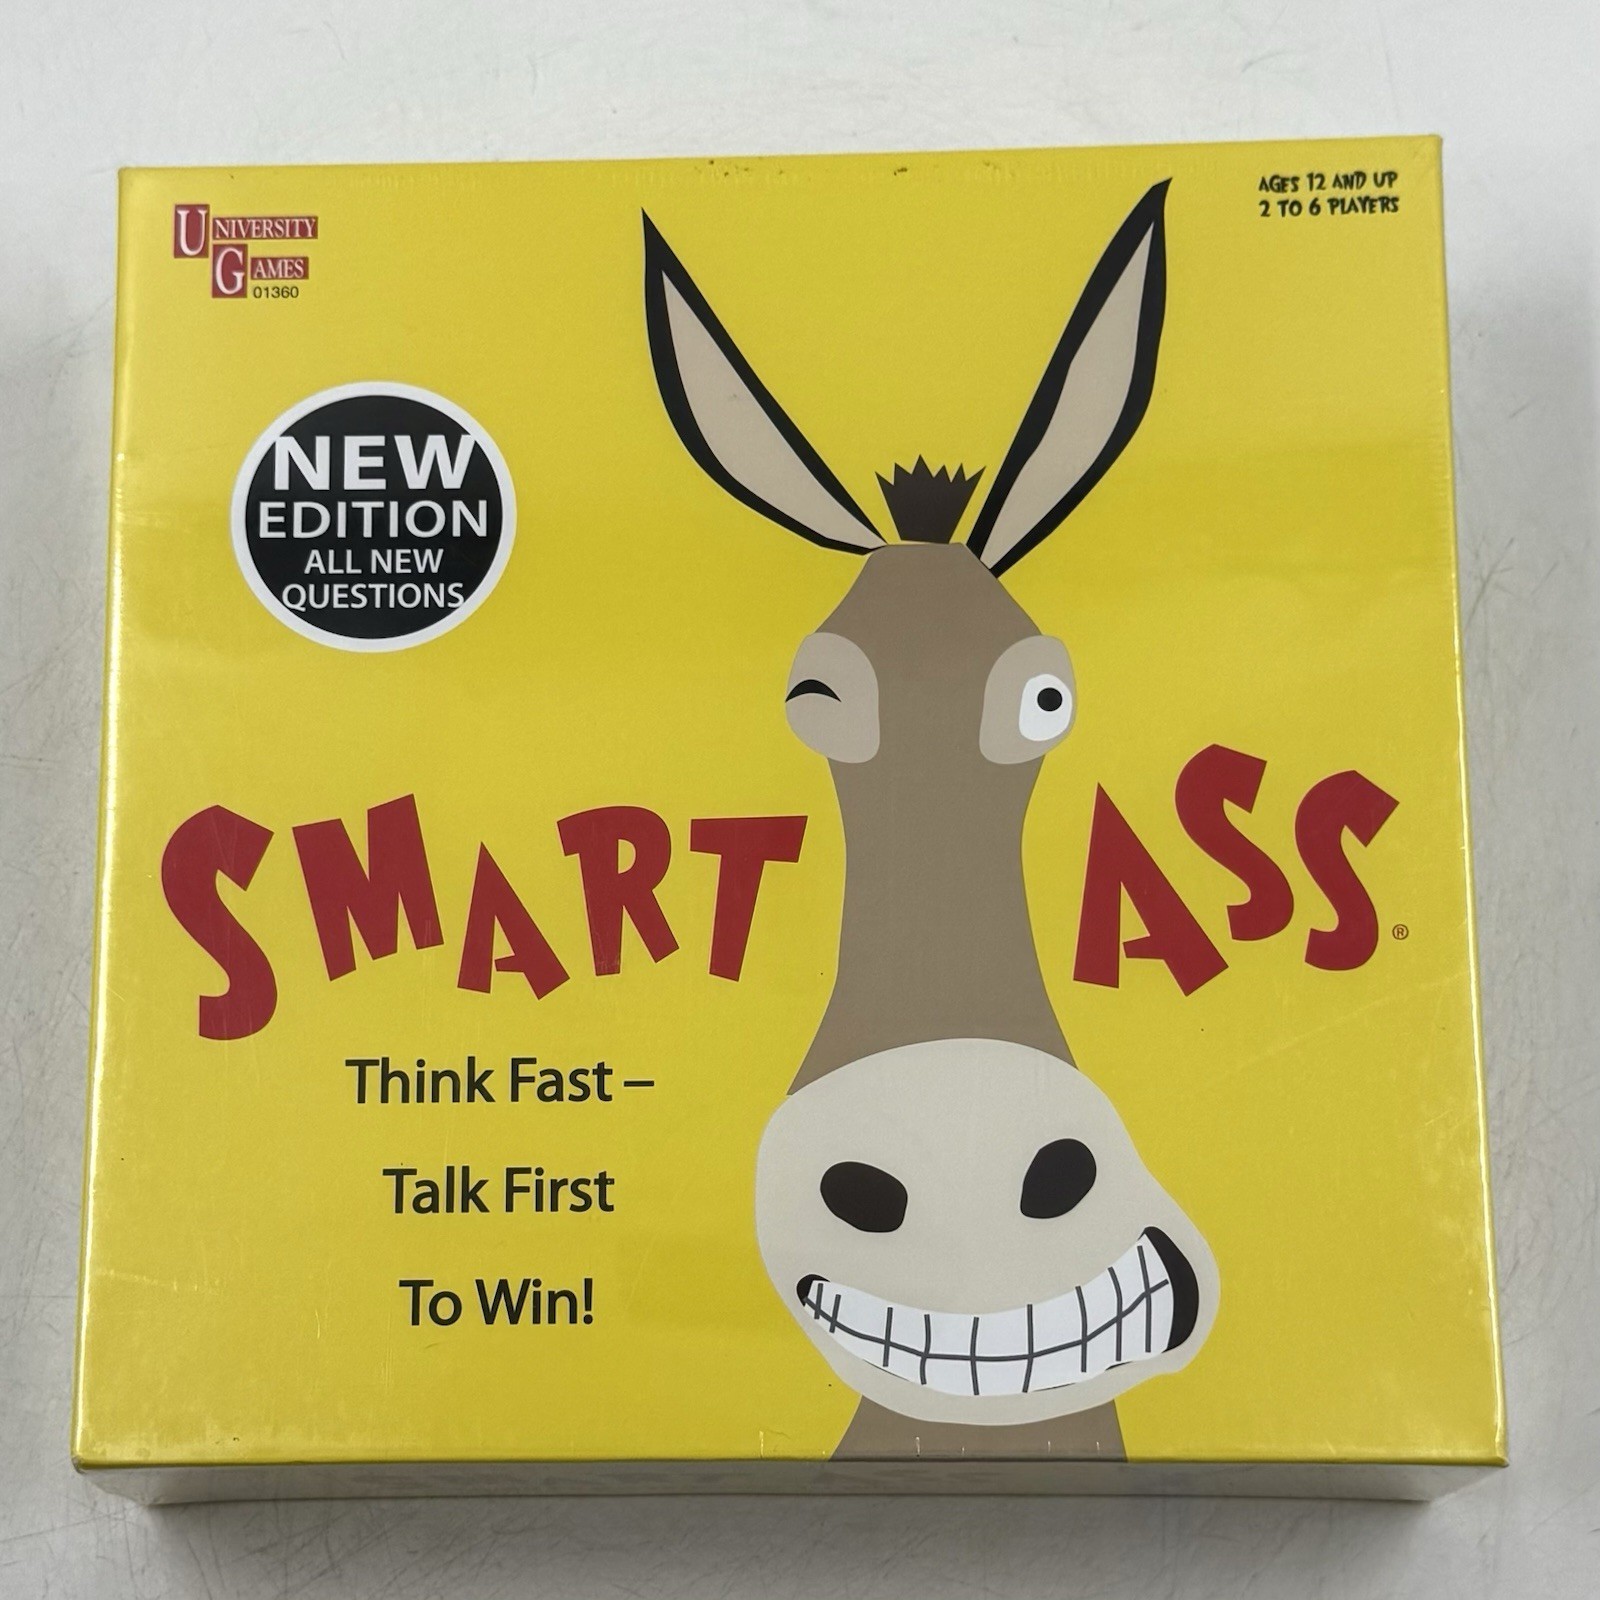 UNIVERSITY
GAMES
01360
AGES 12 AND UP
2 TO 6 PLAYERS
NEW
EDITION
ALL NEW
QUESTIONS
SMART ASS®
Think Fast –
Talk First
To Win!